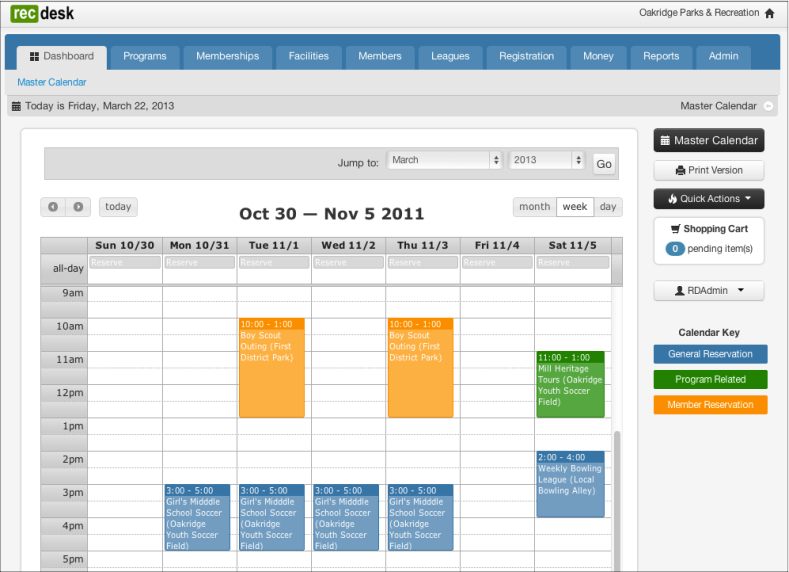 recdesk
Oakridge Parks & Recreation
Dashboard Programs Memberships Facilities Members Leagues Registration Money Reports Admin
Master Calendar
Today is Friday, March 22, 2013
Master Calendar
Jump to: March 2013 Go
today
Oct 30 — Nov 5 2011
month week day
Sun 10/30 Mon 10/31 Tue 11/1 Wed 11/2 Thu 11/3 Fri 11/4 Sat 11/5
all-day Reserve Reserve Reserve Reserve Reserve Reserve
9am
10am
11am
12pm
1pm
2pm
3pm
4pm
5pm
10:00 - 1:00
Boy Scout
Outing (First
District Park)
10:00 - 1:00
Boy Scout
Outing (First
District Park)
11:00 - 1:00
Mill Heritage
Tours (Oakridge
Youth Soccer
Field)
2:00 - 4:00
Weekly Bowling
League (Local
Bowling Alley)
3:00 - 5:00
Girl's Midddle
School Soccer
(Oakridge
Youth Soccer
Field)
3:00 - 5:00
Girl's Midddle
School Soccer
(Oakridge
Youth Soccer
Field)
3:00 - 5:00
Girl's Midddle
School Soccer
(Oakridge
Youth Soccer
Field)
3:00 - 5:00
Girl's Midddle
School Soccer
(Oakridge
Youth Soccer
Field)
Master Calendar
Print Version
Quick Actions
Shopping Cart
0 pending item(s)
RDAdmin
Calendar Key
General Reservation
Program Related
Member Reservation